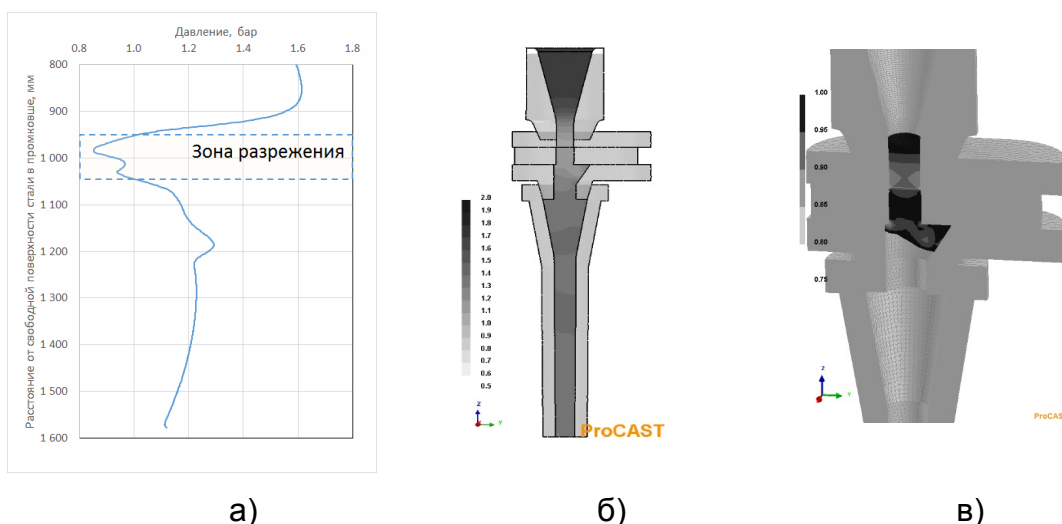 Давление, бар
0.8 1.0 1.2 1.4 1.6 1.8
Расстояние от свободной поверхности стали в промковше, мм
800
900
1 000
1 100
1 200
1 300
1 400
1 500
1 600
Зона разрежения
2.0
1.9
1.8
1.7
1.6
1.5
1.4
1.3
1.2
1.1
1.0
0.9
0.8
0.7
0.6
0.5
Z
Y
ProCAST
1.00
0.95
0.90
0.85
0.80
0.75
Z
Y
ProCAS
а) б) в)